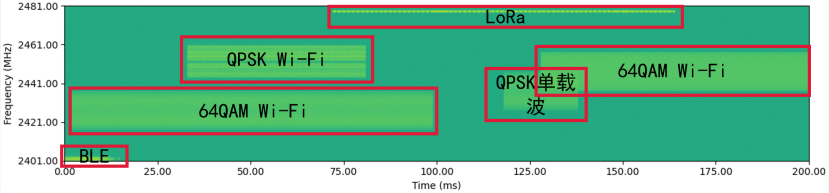 2481.00
LoRa
2461.00
QPSK Wi-Fi
2441.00
64QAM Wi-Fi
QPSK单载
波
2421.00
64QAM Wi-Fi
BLE
2401.00
Frequency (MHz)
0.00 25.00 50.00 75.00 100.00 125.00 150.00 175.00 200.00
Time (ms)